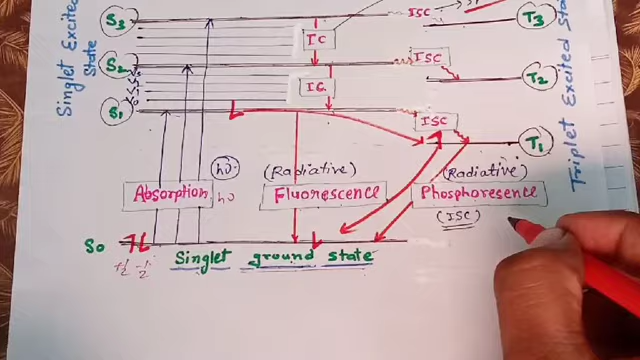 S3
ISC
T3
IC
S2
ISC
T2
IC
S1
ISC
T1
Singlet Excited
State
Triplet Excited Sta
hν
(Radiative)
(Radiative)
Absorption
hν
Fluorescence
Phosphoresence
(ISC)
S0
+½ -½
Singlet ground state